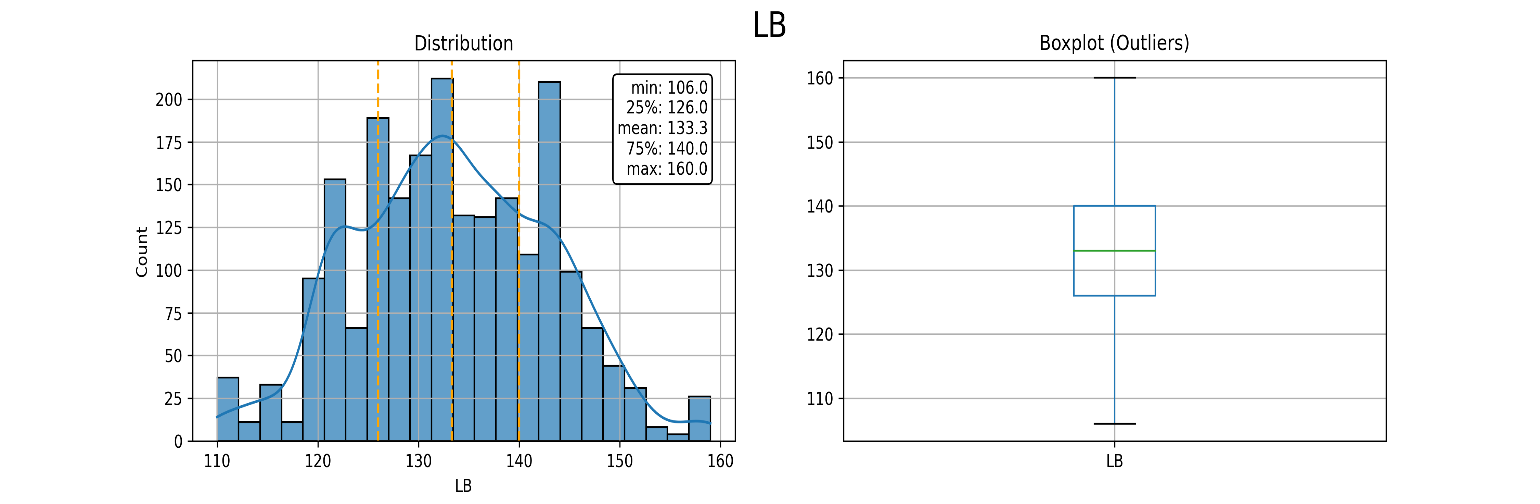 LB
Distribution
200
175
150
125
100
75
50
25
0
Count
110 120 130 140 150 160
LB
min: 106.0
25%: 126.0
mean: 133.3
75%: 140.0
max: 160.0
Boxplot (Outliers)
160
150
140
130
120
110
LB